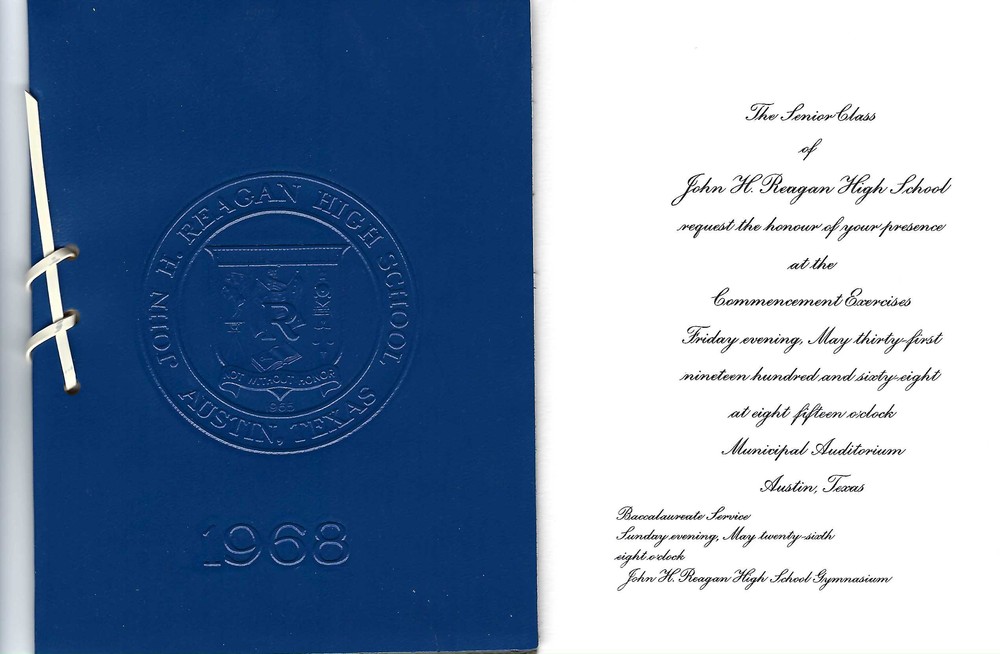 JOHN H. REAGAN HIGH SCHOOL
R
NOT WITHOUT HONOR
1965
AUSTIN, TEXAS
1968
The Senior Class
of
John H. Reagan High School
request the honour of your presence
at the
Commencement Exercises
Friday evening, May thirty-first
nineteen hundred and sixty-eight
at eight fifteen o'clock
Municipal Auditorium
Austin, Texas
Baccalaureate Service
Sunday evening, May twenty-sixth
eight o'clock
John H. Reagan High School Gymnasium